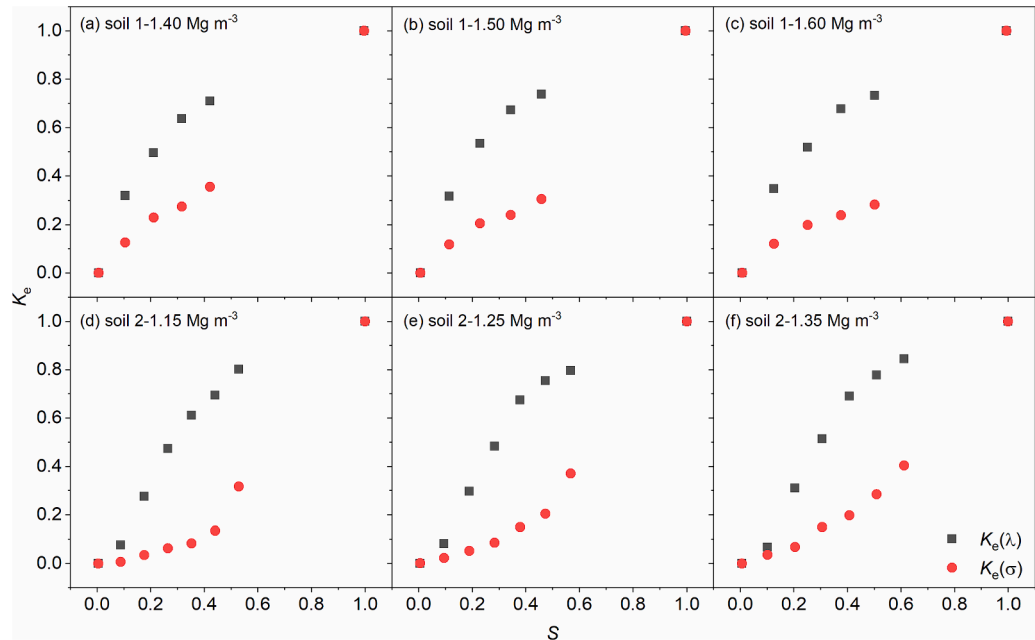 (a) soil 1-1.40 Mg m⁻³
(b) soil 1-1.50 Mg m⁻³
(c) soil 1-1.60 Mg m⁻³
1.0
0.8
0.6
0.4
0.2
0.0
Kₑ
(d) soil 2-1.15 Mg m⁻³
(e) soil 2-1.25 Mg m⁻³
(f) soil 2-1.35 Mg m⁻³
1.0
0.8
0.6
0.4
0.2
0.0
Kₑ(λ)
Kₑ(σ)
0.0 0.2 0.4 0.6 0.8 1.0
0.0 0.2 0.4 0.6 0.8 1.0
0.0 0.2 0.4 0.6 0.8 1.0
S